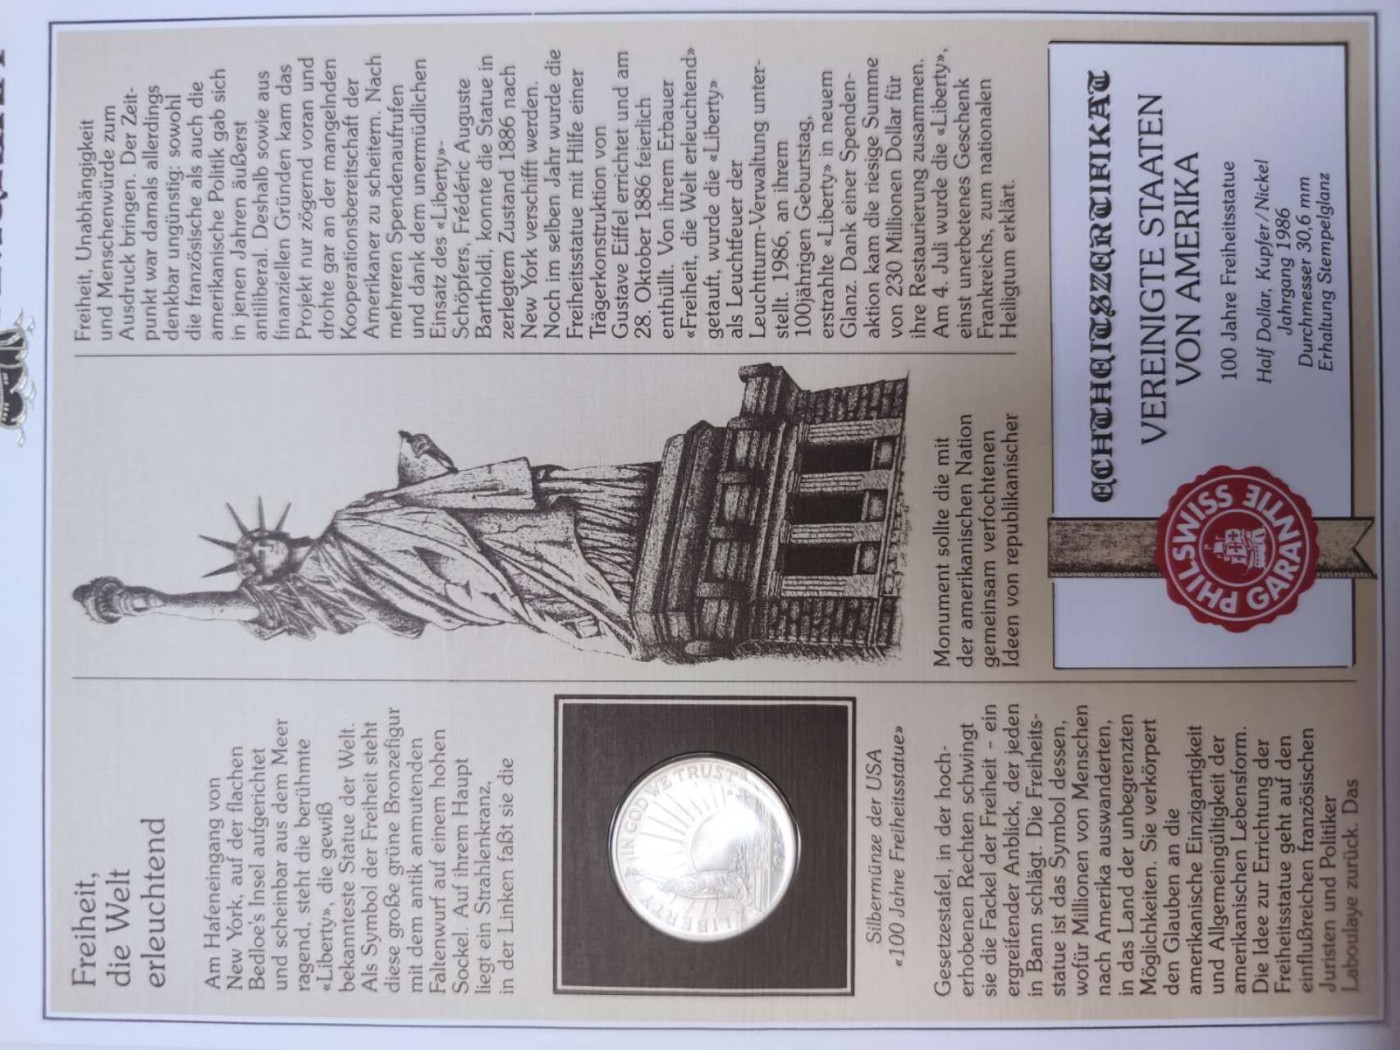 Freiheit,
die Welt
erleuchtend
Am Hafeneingang von
New York, auf der flachen
Bedloe's Insel aufgerichtet
und scheinbar aus dem Meer
ragend, steht die berühmte
«Liberty», die gewiß
bekannteste Statue der Welt.
Als Symbol der Freiheit steht
diese große grüne Bronzefigur
mit dem antik anmutenden
Faltenwurf auf einem hohen
Sockel. Auf ihrem Haupt
liegt ein Strahlenkranz,
in der Linken faßt sie die
LIBERTY
IN GOD WE TRUST
Silbermünze der USA
«100 Jahre Freiheitsstatue»
Gesetzestafel, in der hoch-
erhobenen Rechten schwingt
sie die Fackel der Freiheit – ein
ergreifender Anblick, der jeden
in Bann schlägt. Die Freiheits-
statue ist das Symbol dessen,
wofür Millionen von Menschen
nach Amerika auswanderten,
in das Land der unbegrenzten
Möglichkeiten. Sie verkörpert
den Glauben an die
amerikanische Einzigartigkeit
und Allgemeingültigkeit der
amerikanischen Lebensform.
Die Idee zur Errichtung der
Freiheitsstatue geht auf den
einflußreichen französischen
Juristen und Politiker
Laboulaye zurück. Das
Monument sollte die mit
der amerikanischen Nation
gemeinsam verfochtenen
Ideen von republikanischer
Freiheit, Unabhängigkeit
und Menschenwürde zum
Ausdruck bringen. Der Zeit-
punkt war damals allerdings
denkbar ungünstig: sowohl
die französische als auch die
amerikanische Politik gab sich
in jenen Jahren äußerst
antiliberal. Deshalb sowie aus
finanziellen Gründen kam das
Projekt nur zögernd voran und
drohte gar an der mangelnden
Kooperationsbereitschaft der
Amerikaner zu scheitern. Nach
mehreren Spendenaufrufen
und dank dem unermüdlichen
Einsatz des «Liberty»-
Schöpfers, Frédéric Auguste
Bartholdi, konnte die Statue in
zerlegtem Zustand 1886 nach
New York verschifft werden.
Noch im selben Jahr wurde die
Freiheitsstatue mit Hilfe einer
Trägerkonstruktion von
Gustave Eiffel errichtet und am
28. Oktober 1886 feierlich
enthüllt. Von ihrem Erbauer
«Freiheit, die Welt erleuchtend»
getauft, wurde die «Liberty»
als Leuchtfeuer der
Leuchtturm-Verwaltung unter-
stellt. 1986, an ihrem
100jährigen Geburtstag,
erstrahlte «Liberty» in neuem
Glanz. Dank einer Spenden-
aktion kam die riesige Summe
von 230 Millionen Dollar für
ihre Restaurierung zusammen.
Am 4. Juli wurde die «Liberty»,
einst unerbetenes Geschenk
Frankreichs, zum nationalen
Heiligtum erklärt.
ECHTHEITSZERTIFIKAT
VEREINIGTE STAATEN
VON AMERIKA
100 Jahre Freiheitsstatue
Half Dollar, Kupfer/Nickel
Jahrgang 1986
Durchmesser 30,6 mm
Erhaltung Stempelglanz
PHILSWISS
GARANTIE